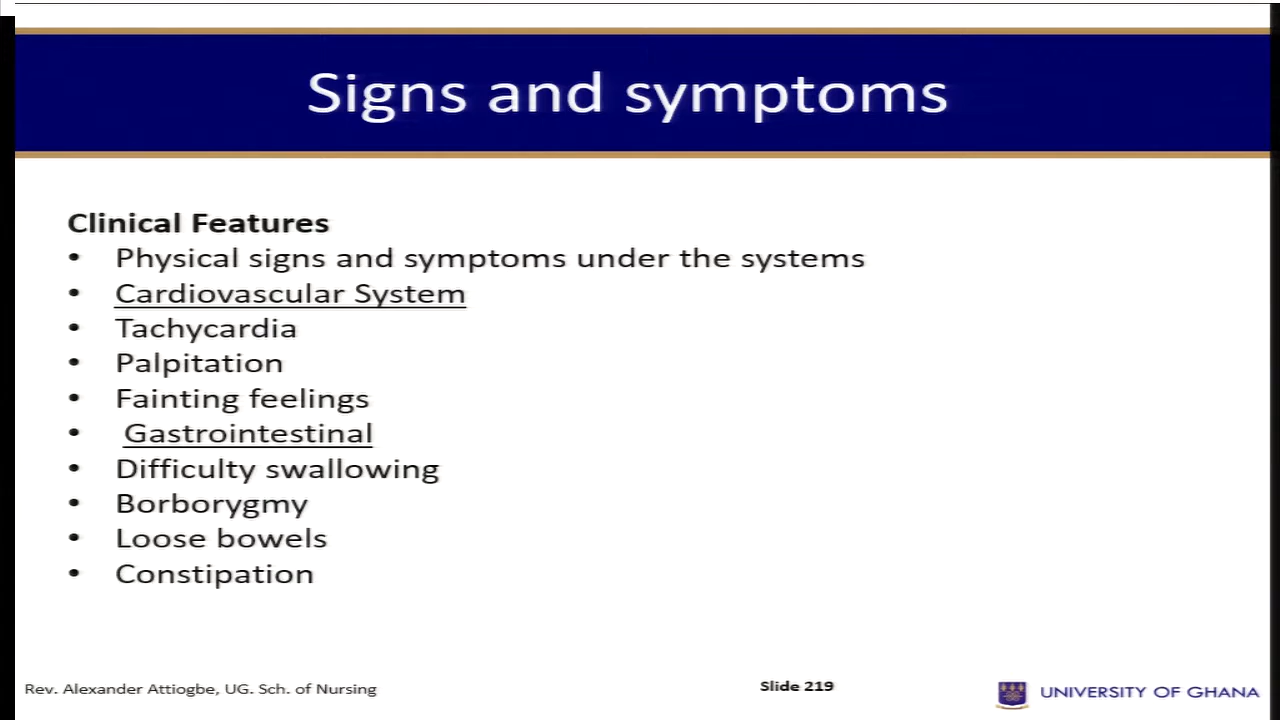 Signs and symptoms
Clinical Features
• Physical signs and symptoms under the systems
• Cardiovascular System
• Tachycardia
• Palpitation
• Fainting feelings
• Gastrointestinal
• Difficulty swallowing
• Borborygmy
• Loose bowels
• Constipation
Rev. Alexander Attiogbe, UG. Sch. of Nursing
Slide 219
UNIVERSITY OF GHANA